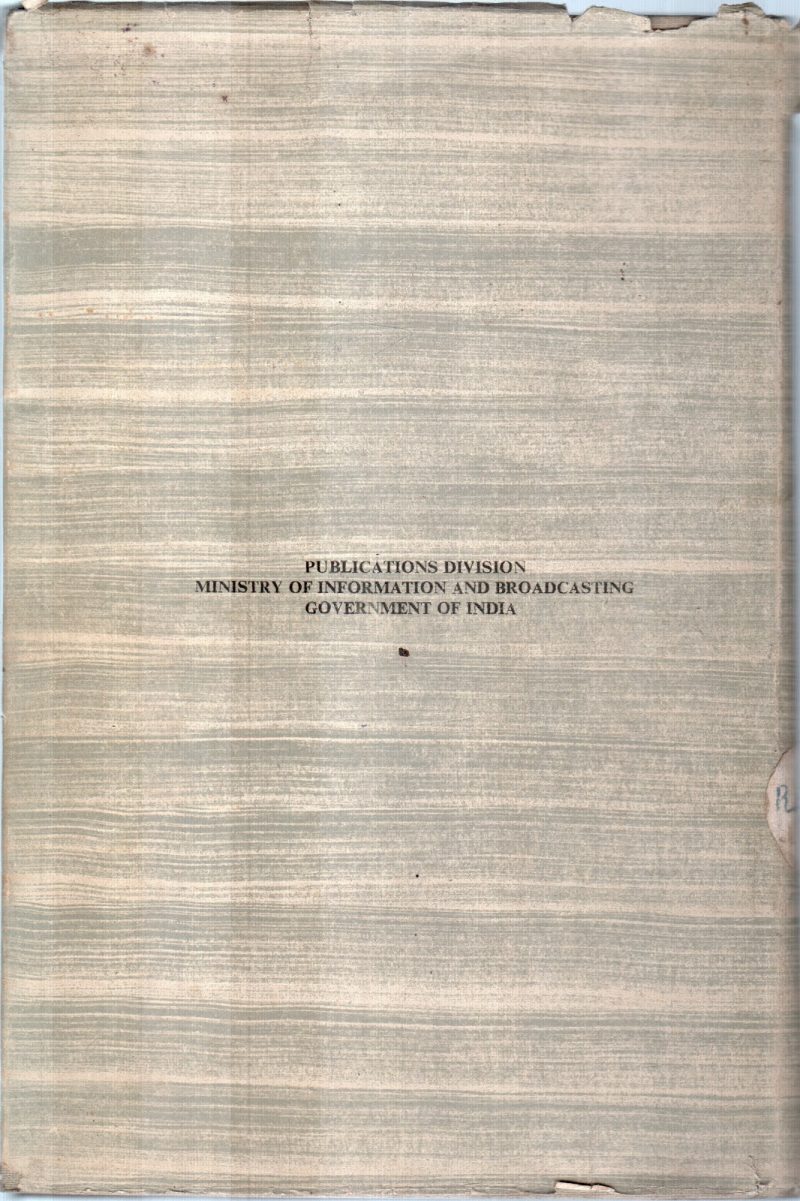 PUBLICATIONS DIVISION
MINISTRY OF INFORMATION AND BROADCASTING
GOVERNMENT OF INDIA